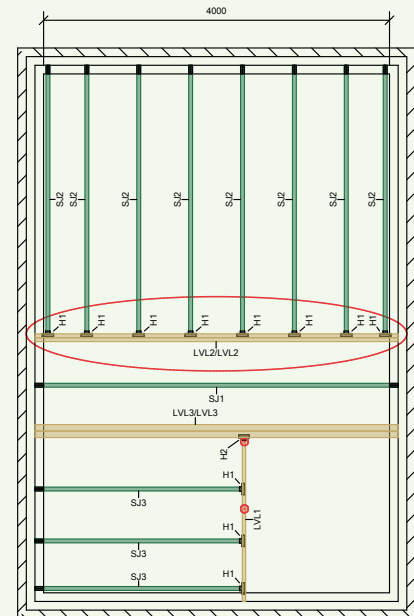 4000
SJ2 SJ2 SJ2 SJ2 SJ2 SJ2 SJ2 SJ2
H1 H1 H1 H1 H1 H1 H1 H1
LVL2/LVL2
SJ1
LVL3/LVL3
H2
H1
SJ3
LVL1
H1
SJ3
H1
SJ3